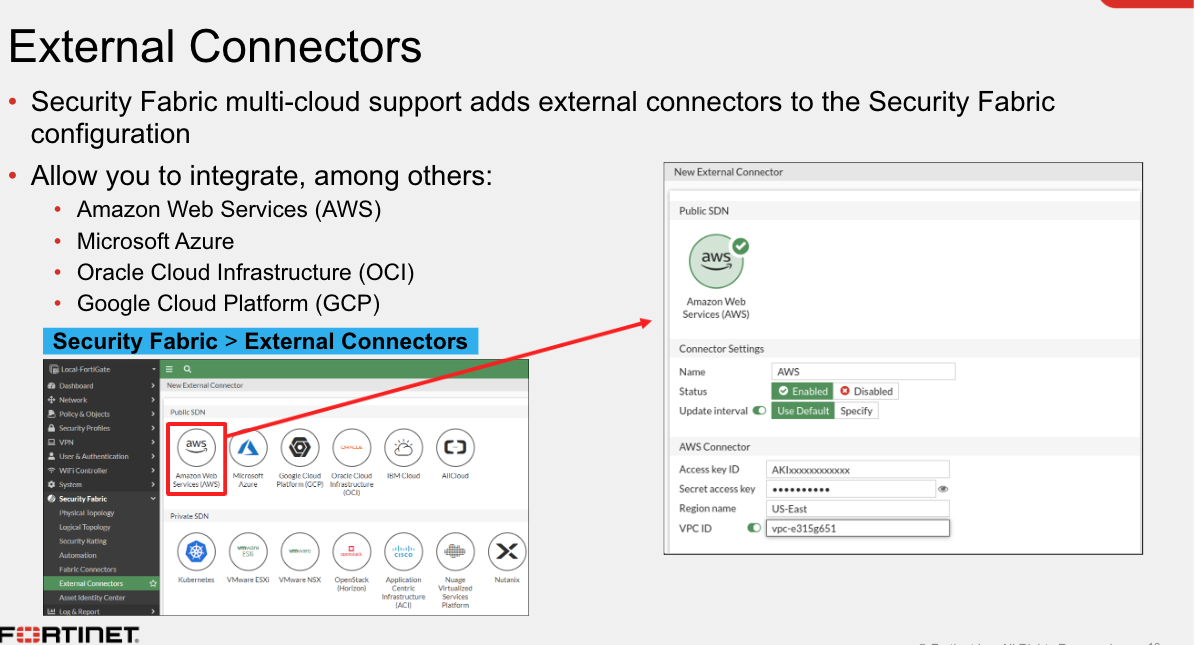 External Connectors
• Security Fabric multi-cloud support adds external connectors to the Security Fabric
configuration
• Allow you to integrate, among others:
• Amazon Web Services (AWS)
• Microsoft Azure
• Oracle Cloud Infrastructure (OCI)
• Google Cloud Platform (GCP)
Security Fabric > External Connectors
Local-FortiGate
Dashboard
Network
Policy & Objects
Security Profiles
VPN
User & Authentication
WiFi Controller
System
Security Fabric
Physical Topology
Logical Topology
Security Rating
Automation
Fabric Connectors
External Connectors
Asset Identity Center
Log & Report
New External Connector
Public SDN
aws
ORACLE
Amazon Web
Services (AWS)
Microsoft
Azure
Google Cloud
Platform (GCP)
Oracle Cloud
Infrastructure
(OCI)
IBM Cloud
AliCloud
Private SDN
vmware
ESXi
vmware
openstack
CISCO
Kubernetes
VMware ESXi
VMware NSX
OpenStack
(Horizon)
Application
Centric
Infrastructure
(ACI)
Nuage
Virtualized
Services
Platform
Nutanix
New External Connector
Public SDN
aws
Amazon Web
Services (AWS)
Connector Settings
Name AWS
Status Enabled Disabled
Update interval Use Default Specify
AWS Connector
Access key ID AKIxxxxxxxxxxxx
Secret access key ••••••••••
Region name US-East
VPC ID vpc-e315g651
FORTINET